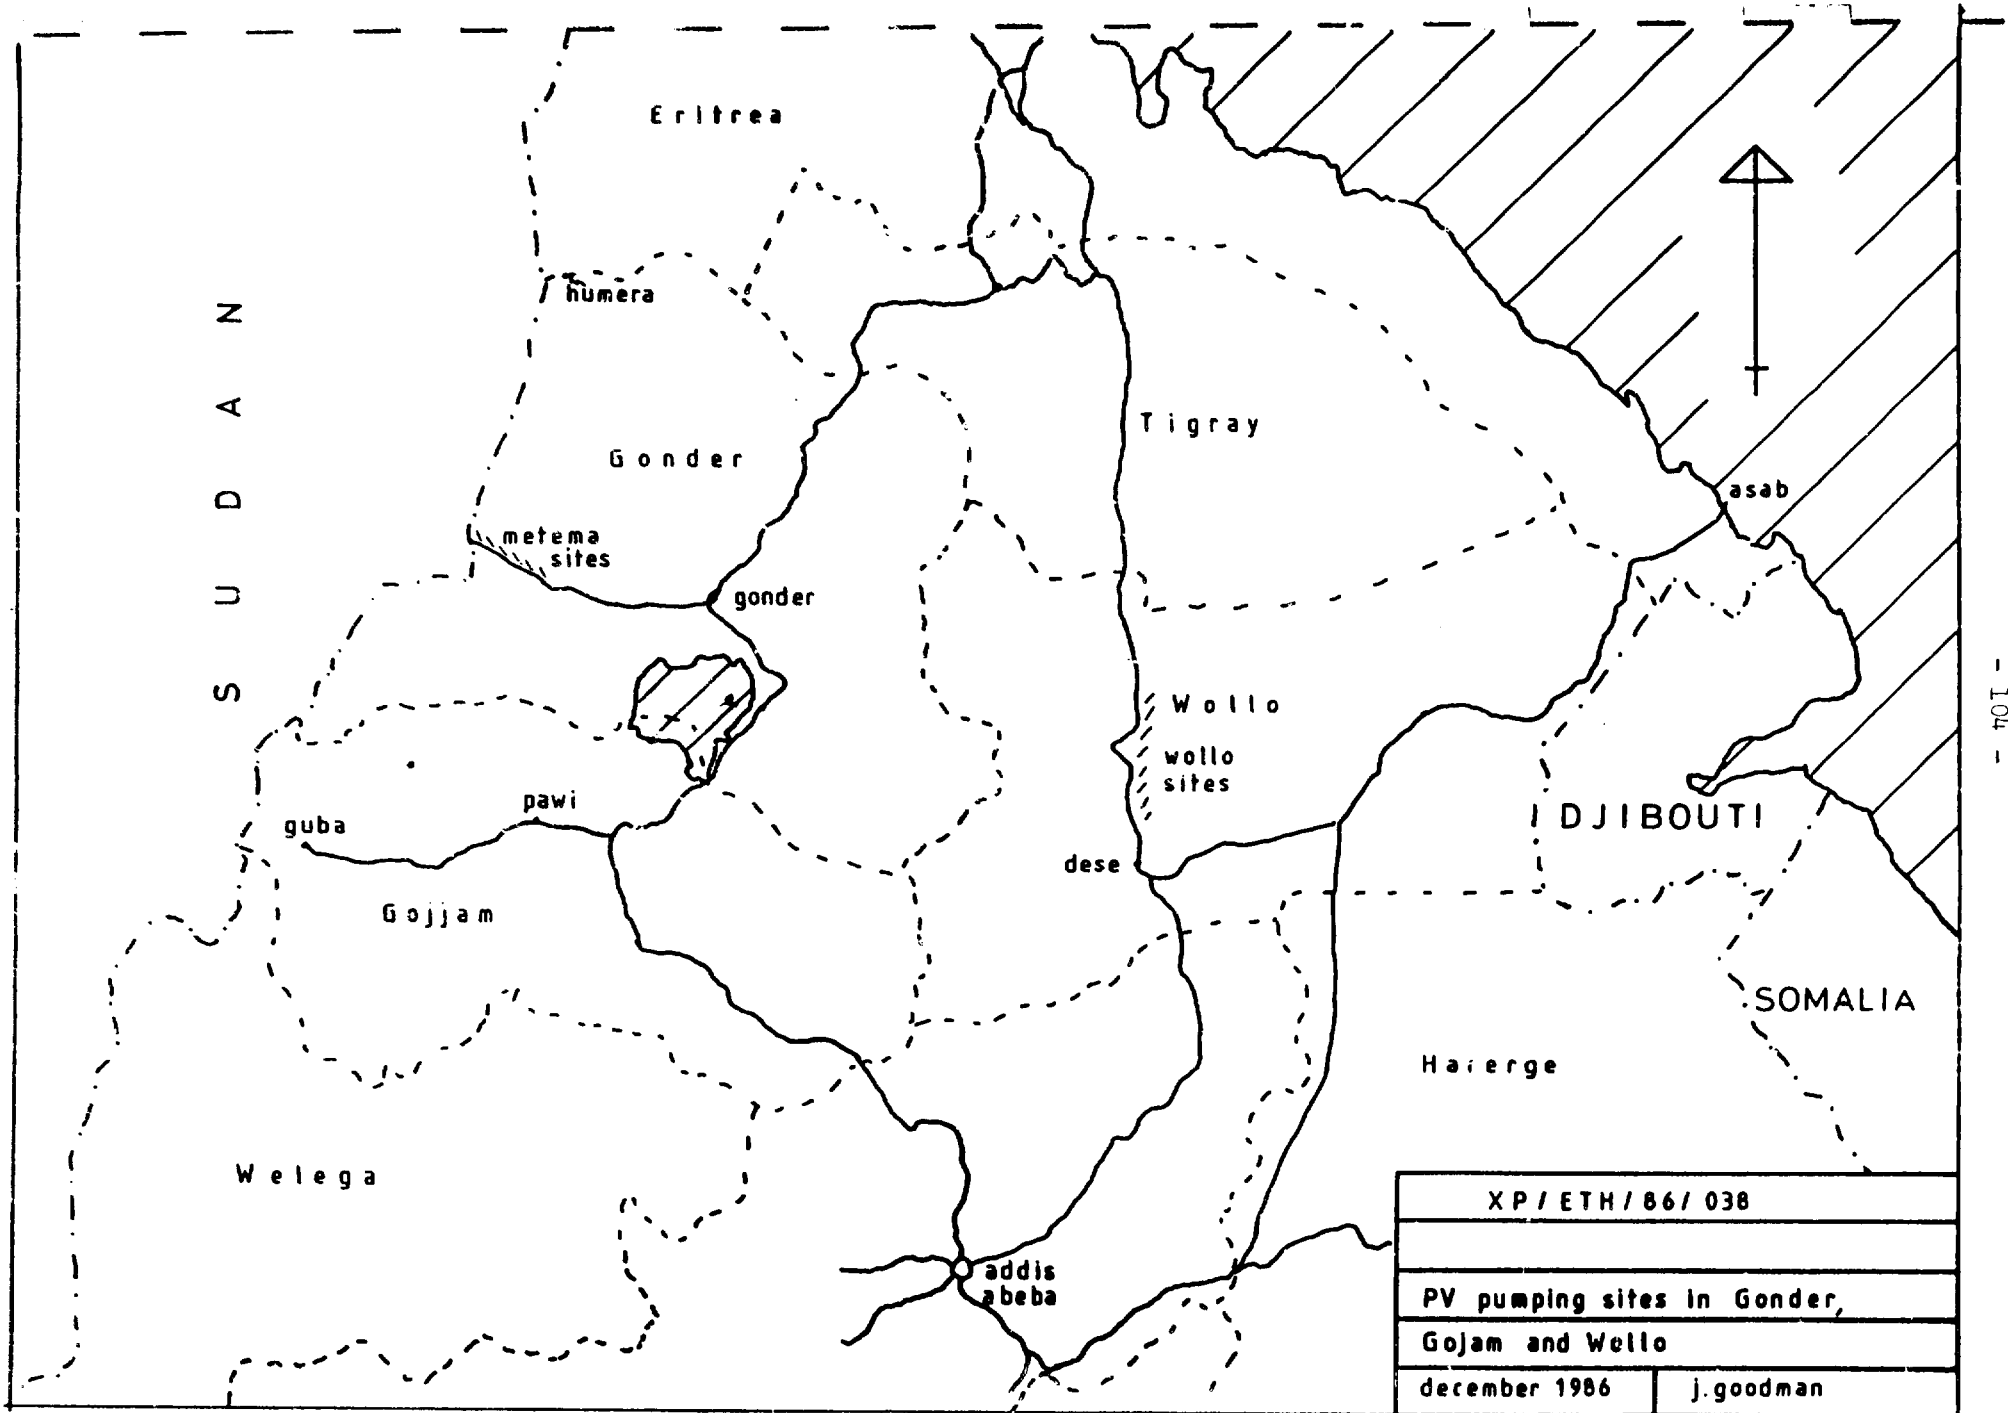 Eritrea
humera
SUDAN
Tigray
Gonder
asab
metema
sites
gonder
Wollo
wollo
sites
- 104 -
pawi
guba
DJIBOUTI
dese
Gojjam
SOMALIA
Haierge
Welega
addis
abeba
XP/ETH/86/038
PV pumping sites in Gonder,
Gojam and Wello
december 1986
j.goodman